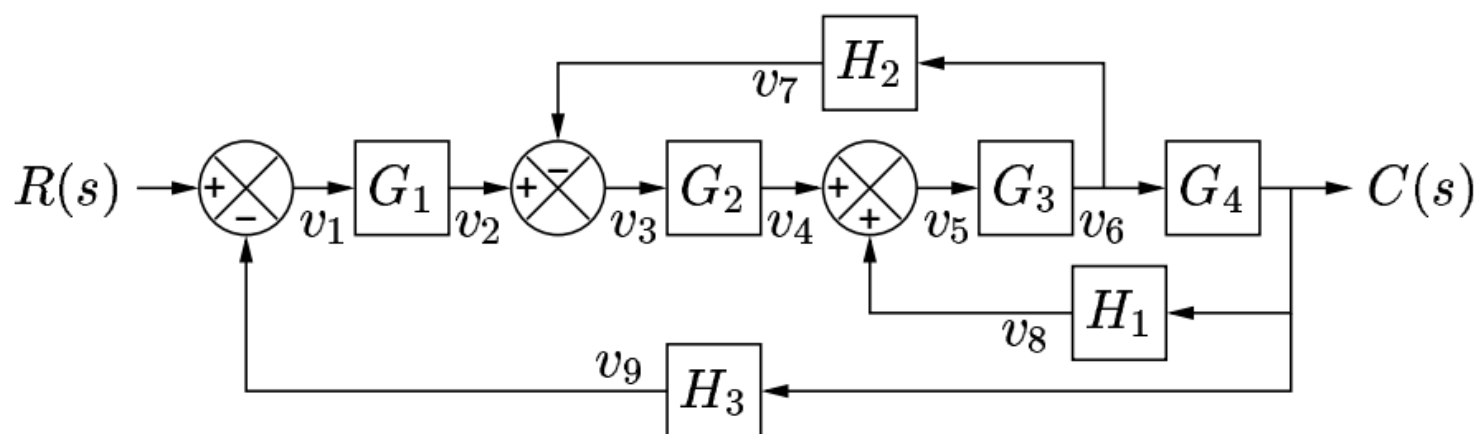 H₂
v₇
R(s) + − G₁ + − G₂ + + G₃ G₄ C(s)
v₁ v₂ v₃ v₄ v₅ v₆
H₁
v₈
v₉
H₃